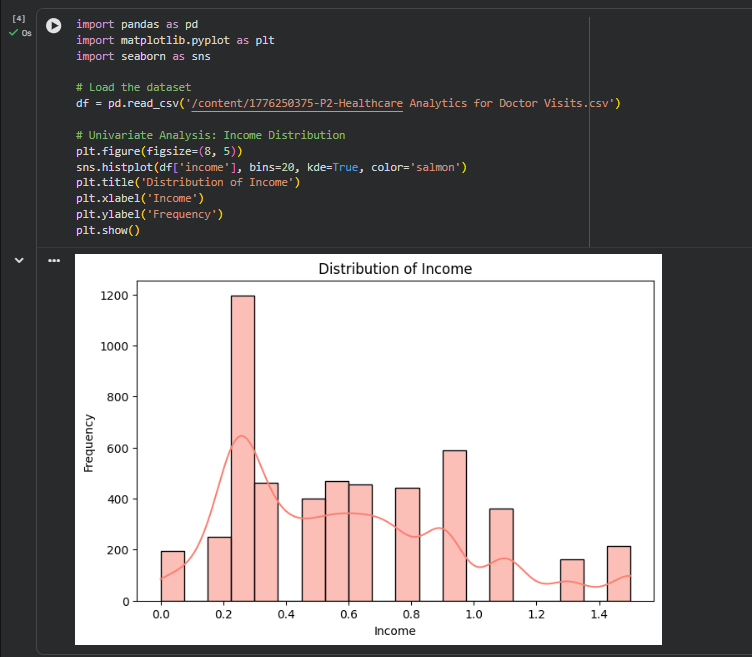 [4]
0s
import pandas as pd
import matplotlib.pyplot as plt
import seaborn as sns
# Load the dataset
df = pd.read_csv('/content/1776250375-P2-Healthcare Analytics for Doctor Visits.csv')
# Univariate Analysis: Income Distribution
plt.figure(figsize=(8, 5))
sns.histplot(df['income'], bins=20, kde=True, color='salmon')
plt.title('Distribution of Income')
plt.xlabel('Income')
plt.ylabel('Frequency')
plt.show()
Distribution of Income
Frequency
1200
1000
800
600
400
200
0
0.0 0.2 0.4 0.6 0.8 1.0 1.2 1.4
Income